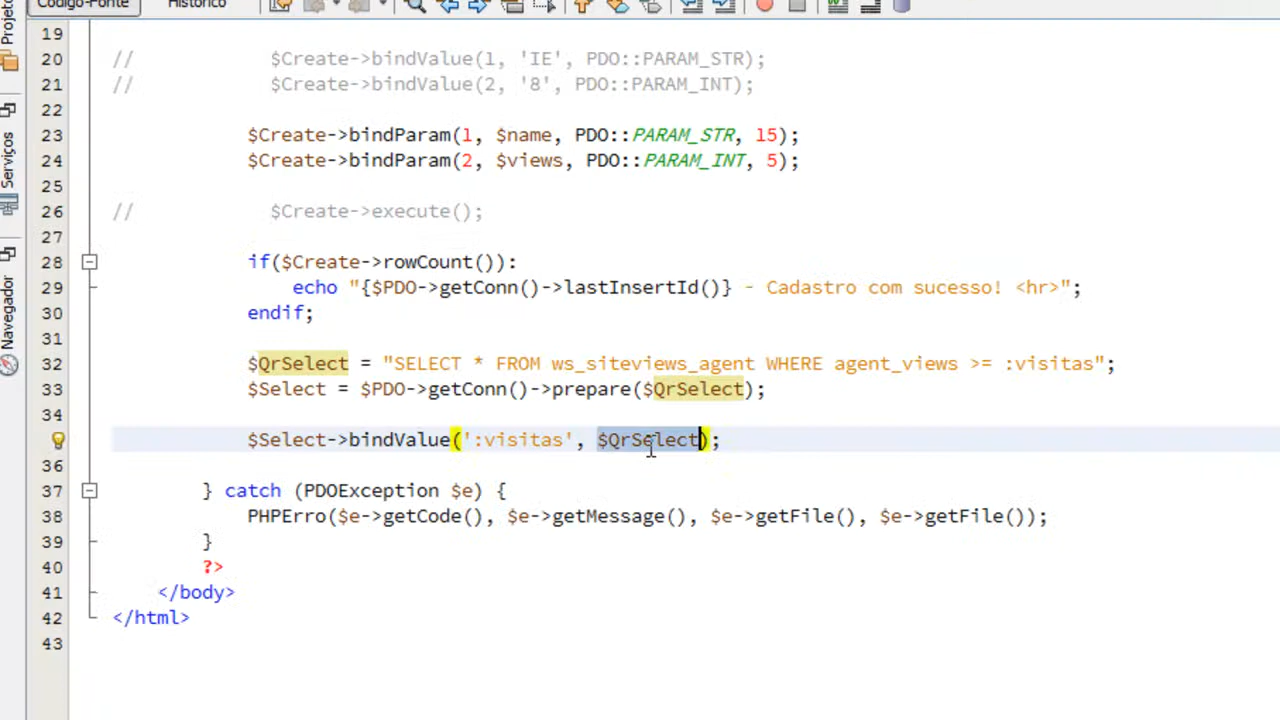 Código-Fonte Histórico
Projeto
Serviços
Navegador
19
20 // $Create->bindValue(1, 'IE', PDO::PARAM_STR);
21 // $Create->bindValue(2, '8', PDO::PARAM_INT);
22
23 $Create->bindParam(1, $name, PDO::PARAM_STR, 15);
24 $Create->bindParam(2, $views, PDO::PARAM_INT, 5);
25
26 // $Create->execute();
27
28 if($Create->rowCount()):
29 echo "{$PDO->getConn()->lastInsertId()} - Cadastro com sucesso! <hr>";
30 endif;
31
32 $QrSelect = "SELECT * FROM ws_siteviews_agent WHERE agent_views >= :visitas";
33 $Select = $PDO->getConn()->prepare($QrSelect);
34
$Select->bindValue(':visitas', $QrSelect);
36
37 } catch (PDOException $e) {
38 PHPErro($e->getCode(), $e->getMessage(), $e->getFile(), $e->getFile());
39 }
40 ?>
41 </body>
42 </html>
43